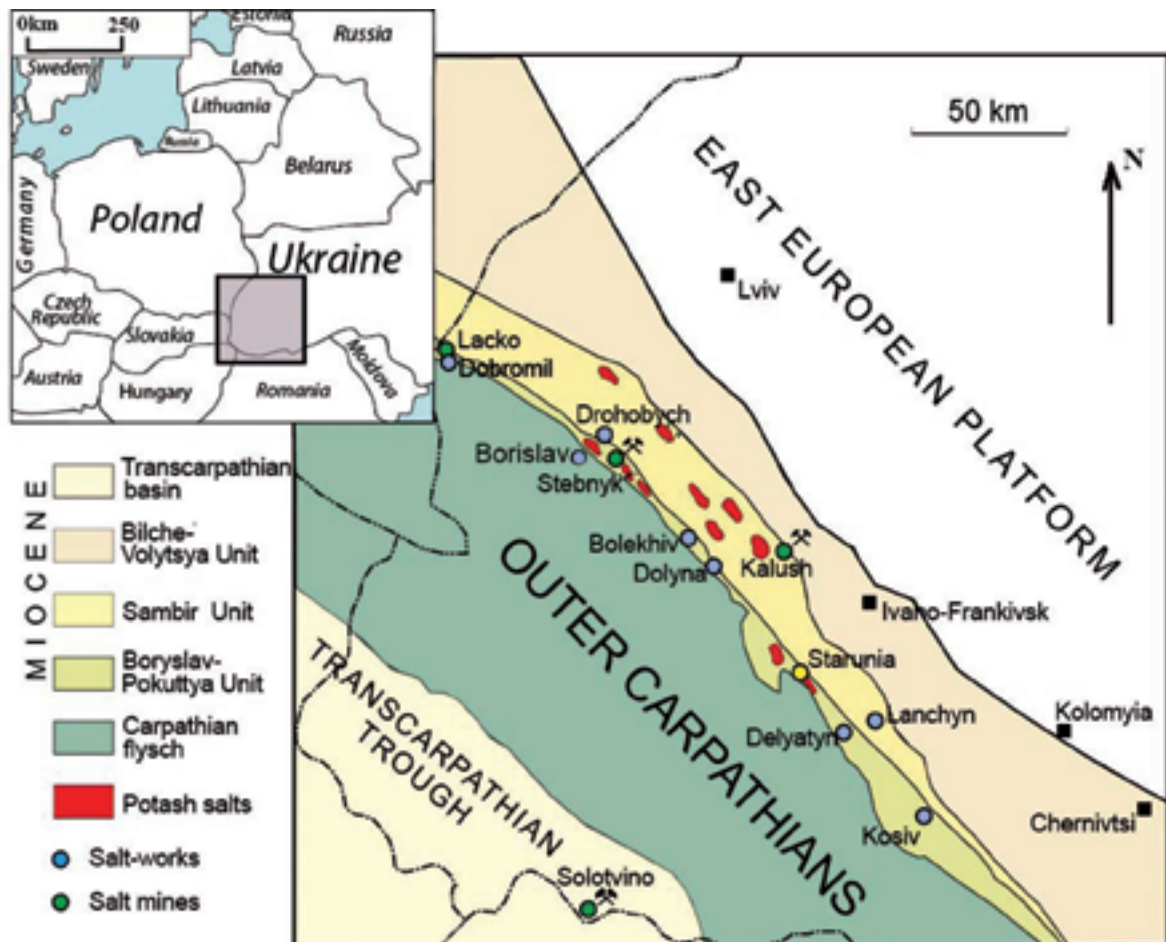 0km 250
Estonia
Russia
Sweden
Latvia
Lithuania
Russia
Belarus
Germany
Poland
Ukraine
Czech
Republic
Slovakia
Austria
Hungary
Romania
Moldova
50 km
N
EAST EUROPEAN PLATFORM
Lviv
Lacko
Dobromil
Drohobych
Borislav
Stebnyk
Bolekhiv
Dolyna
Kalush
Ivano-Frankivsk
OUTER CARPATHIANS
Starunia
Lanchyn
Delyatyn
Kolomyia
Kosiv
Chernivtsi
TRANSCARPATHIAN
TROUGH
Solotvino
MIOCENE
Transcarpathian
basin
Bilche-
Volytsya Unit
Sambir Unit
Boryslav-
Pokuttya Unit
Carpathian
flysch
Potash salts
Salt-works
Salt mines